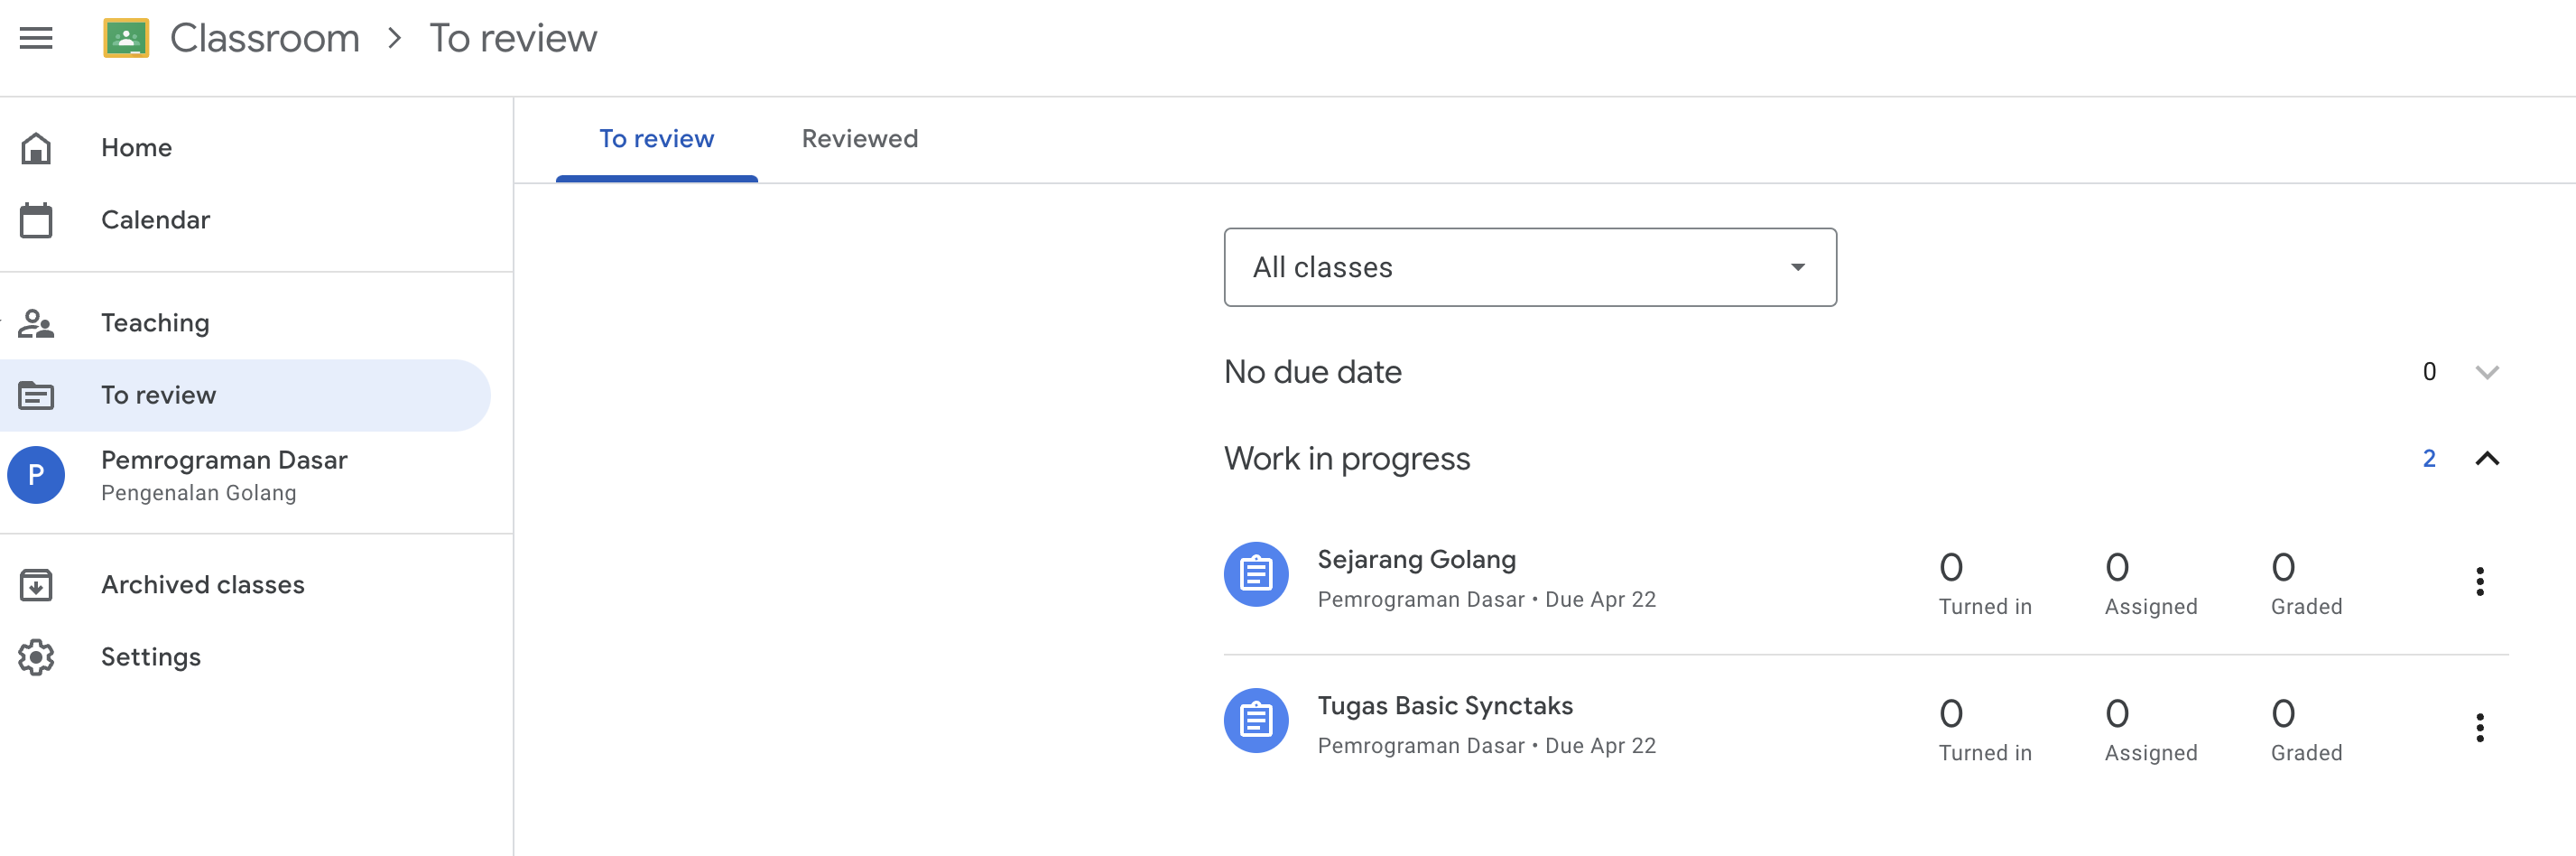 Classroom > To review
Home
Calendar
Teaching
To review
P
Pemrograman Dasar
Pengenalan Golang
Archived classes
Settings
To review Reviewed
All classes
No due date 0
Work in progress 2
Sejarang Golang
Pemrograman Dasar • Due Apr 22
0 0 0
Turned in Assigned Graded
Tugas Basic Synctaks
Pemrograman Dasar • Due Apr 22
0 0 0
Turned in Assigned Graded